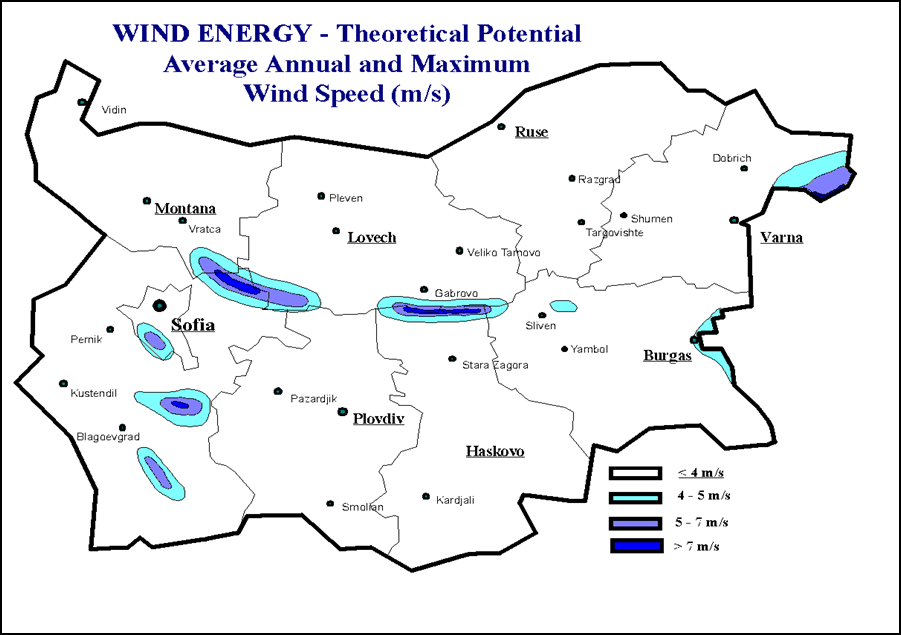 WIND ENERGY - Theoretical Potential
Average Annual and Maximum
Wind Speed (m/s)
Vidin
Ruse
Dobrich
Razgrad
Pleven
Montana
Shumen
Vratca
Targovishte
Lovech
Varna
Veliko Tarnovo
Gabrovo
Sofia
Sliven
Pernik
Yambol
Burgas
Stara Zagora
Kustendil
Pazardjik
Plovdiv
Blagoevgrad
Haskovo
Kardjali
Smolian
< 4 m/s
4 - 5 m/s
5 - 7 m/s
> 7 m/s